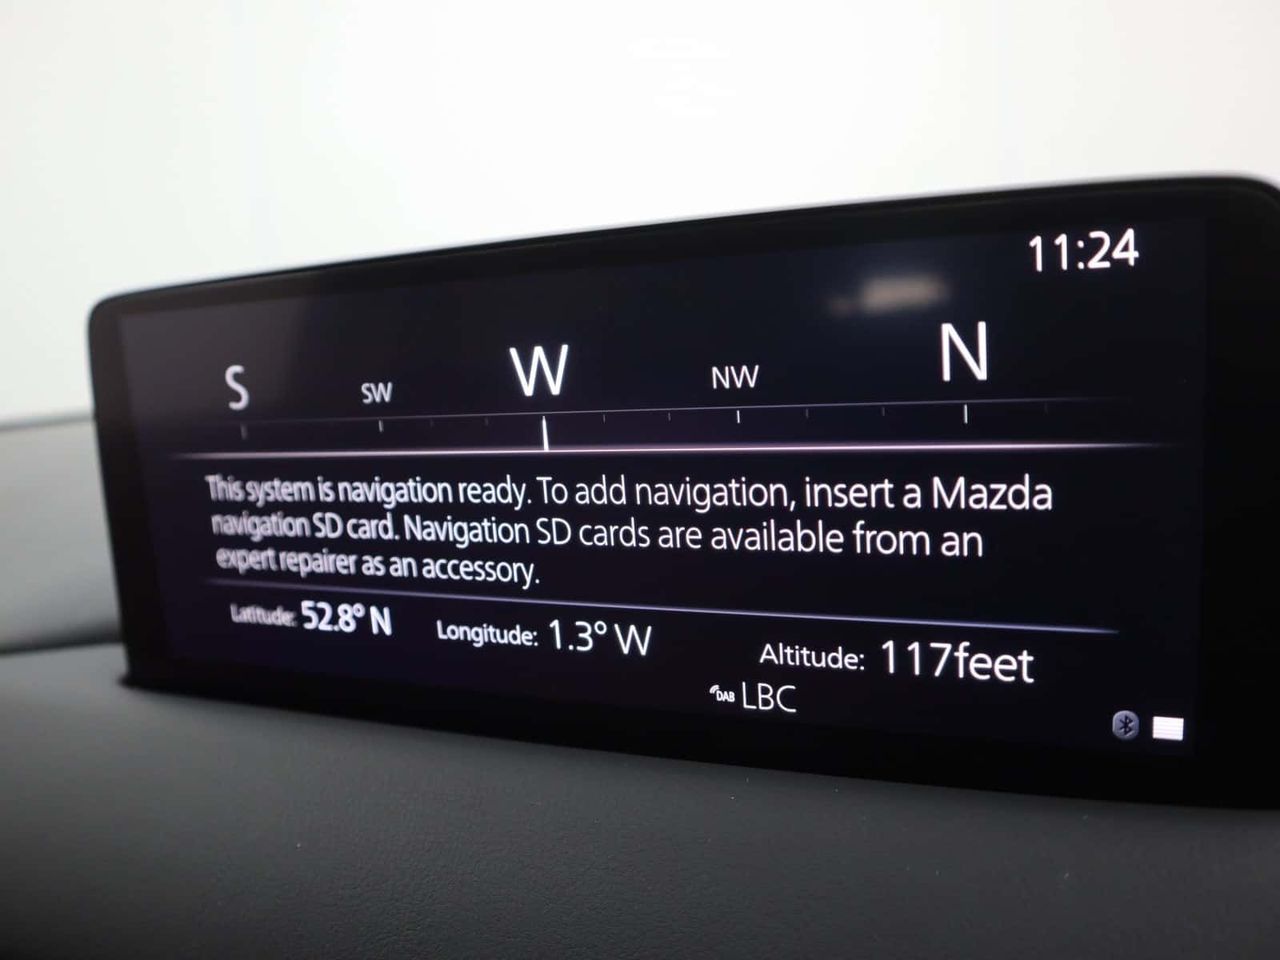 11:24
S SW W NW N
This system is navigation ready. To add navigation, insert a Mazda
navigation SD card. Navigation SD cards are available from an
expert repairer as an accessory.
Latitude: 52.8° N Longitude: 1.3° W Altitude: 117feet
DAB LBC